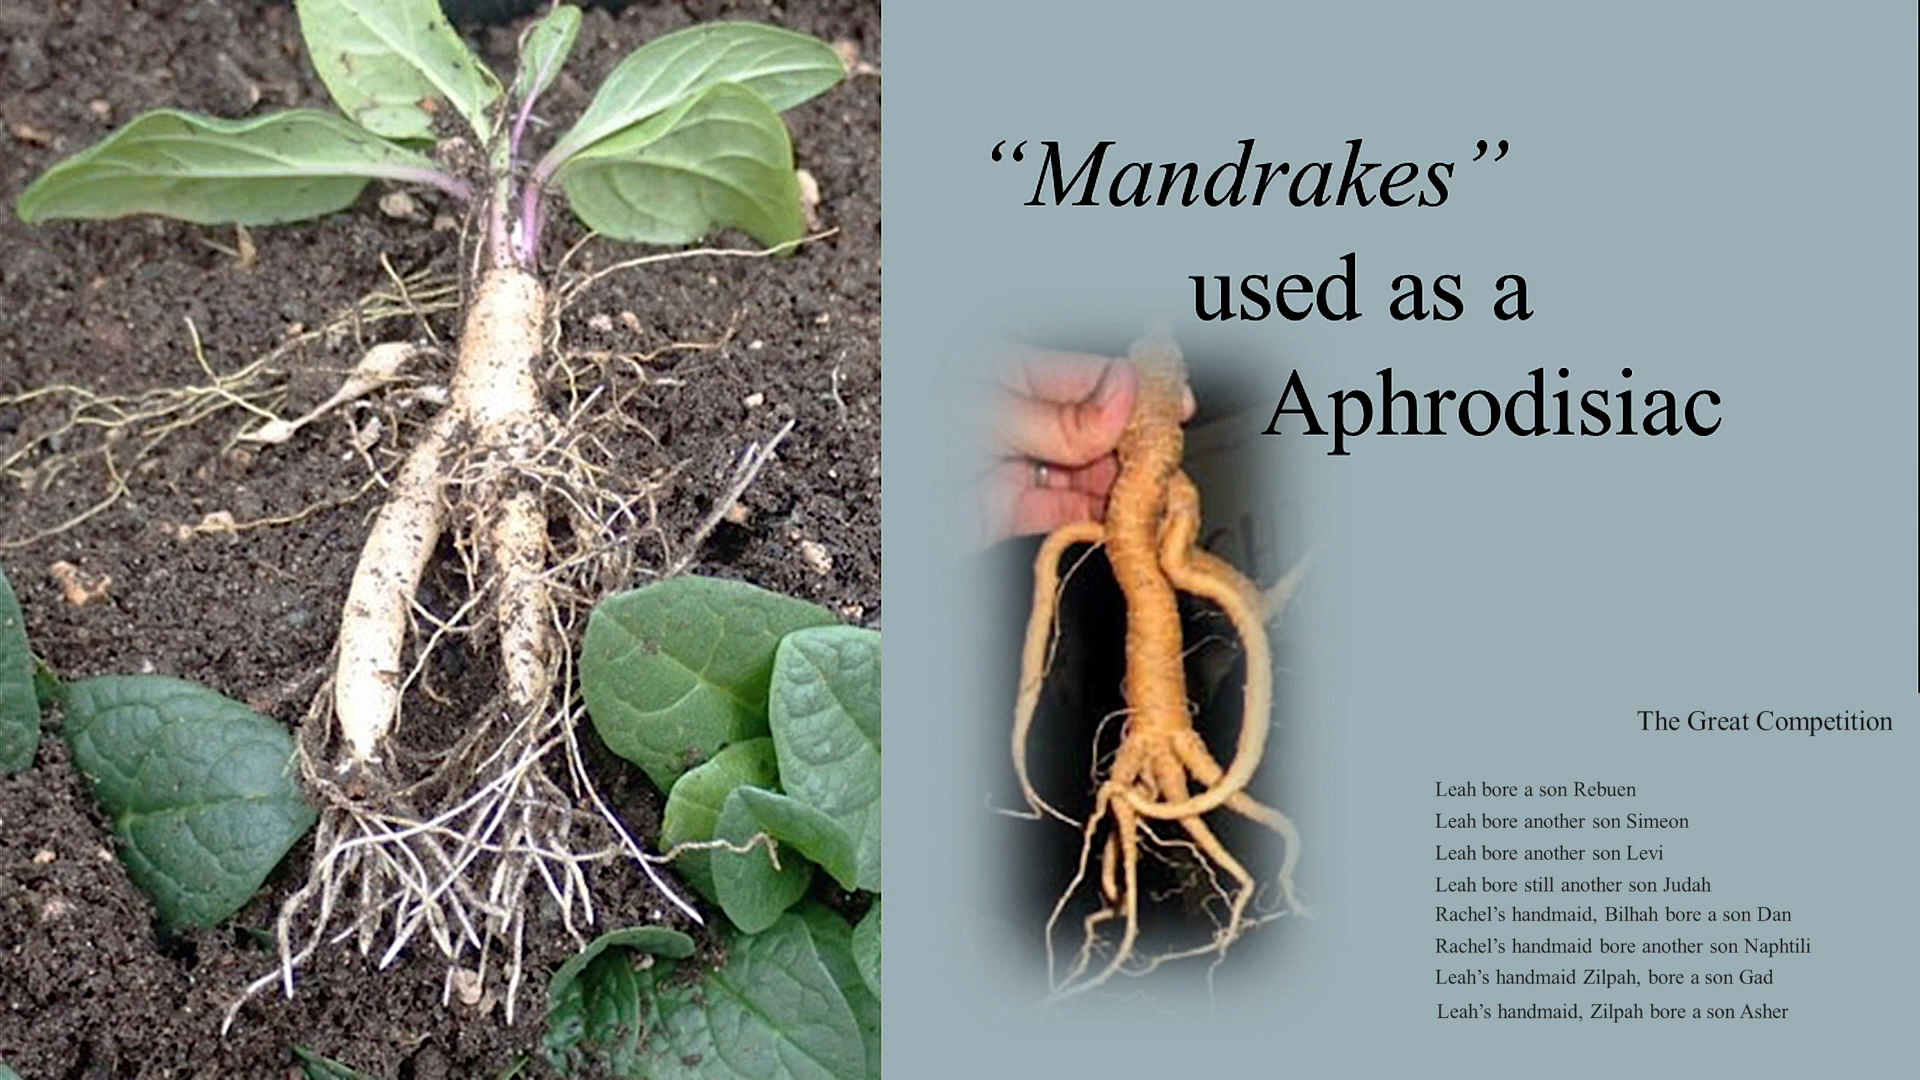 “Mandrakes”
used as a
Aphrodisiac
The Great Competition
Leah bore a son Rebuen
Leah bore another son Simeon
Leah bore another son Levi
Leah bore still another son Judah
Rachel’s handmaid, Bilhah bore a son Dan
Rachel’s handmaid bore another son Naphtili
Leah’s handmaid Zilpah, bore a son Gad
Leah’s handmaid, Zilpah bore a son Asher